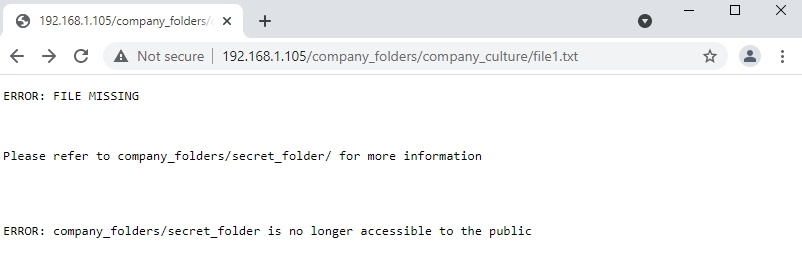 192.168.1.105/company_folders/
Not secure
192.168.1.105/company_folders/company_culture/file1.txt
ERROR: FILE MISSING
Please refer to company_folders/secret_folder/ for more information
ERROR: company_folders/secret_folder is no longer accessible to the public